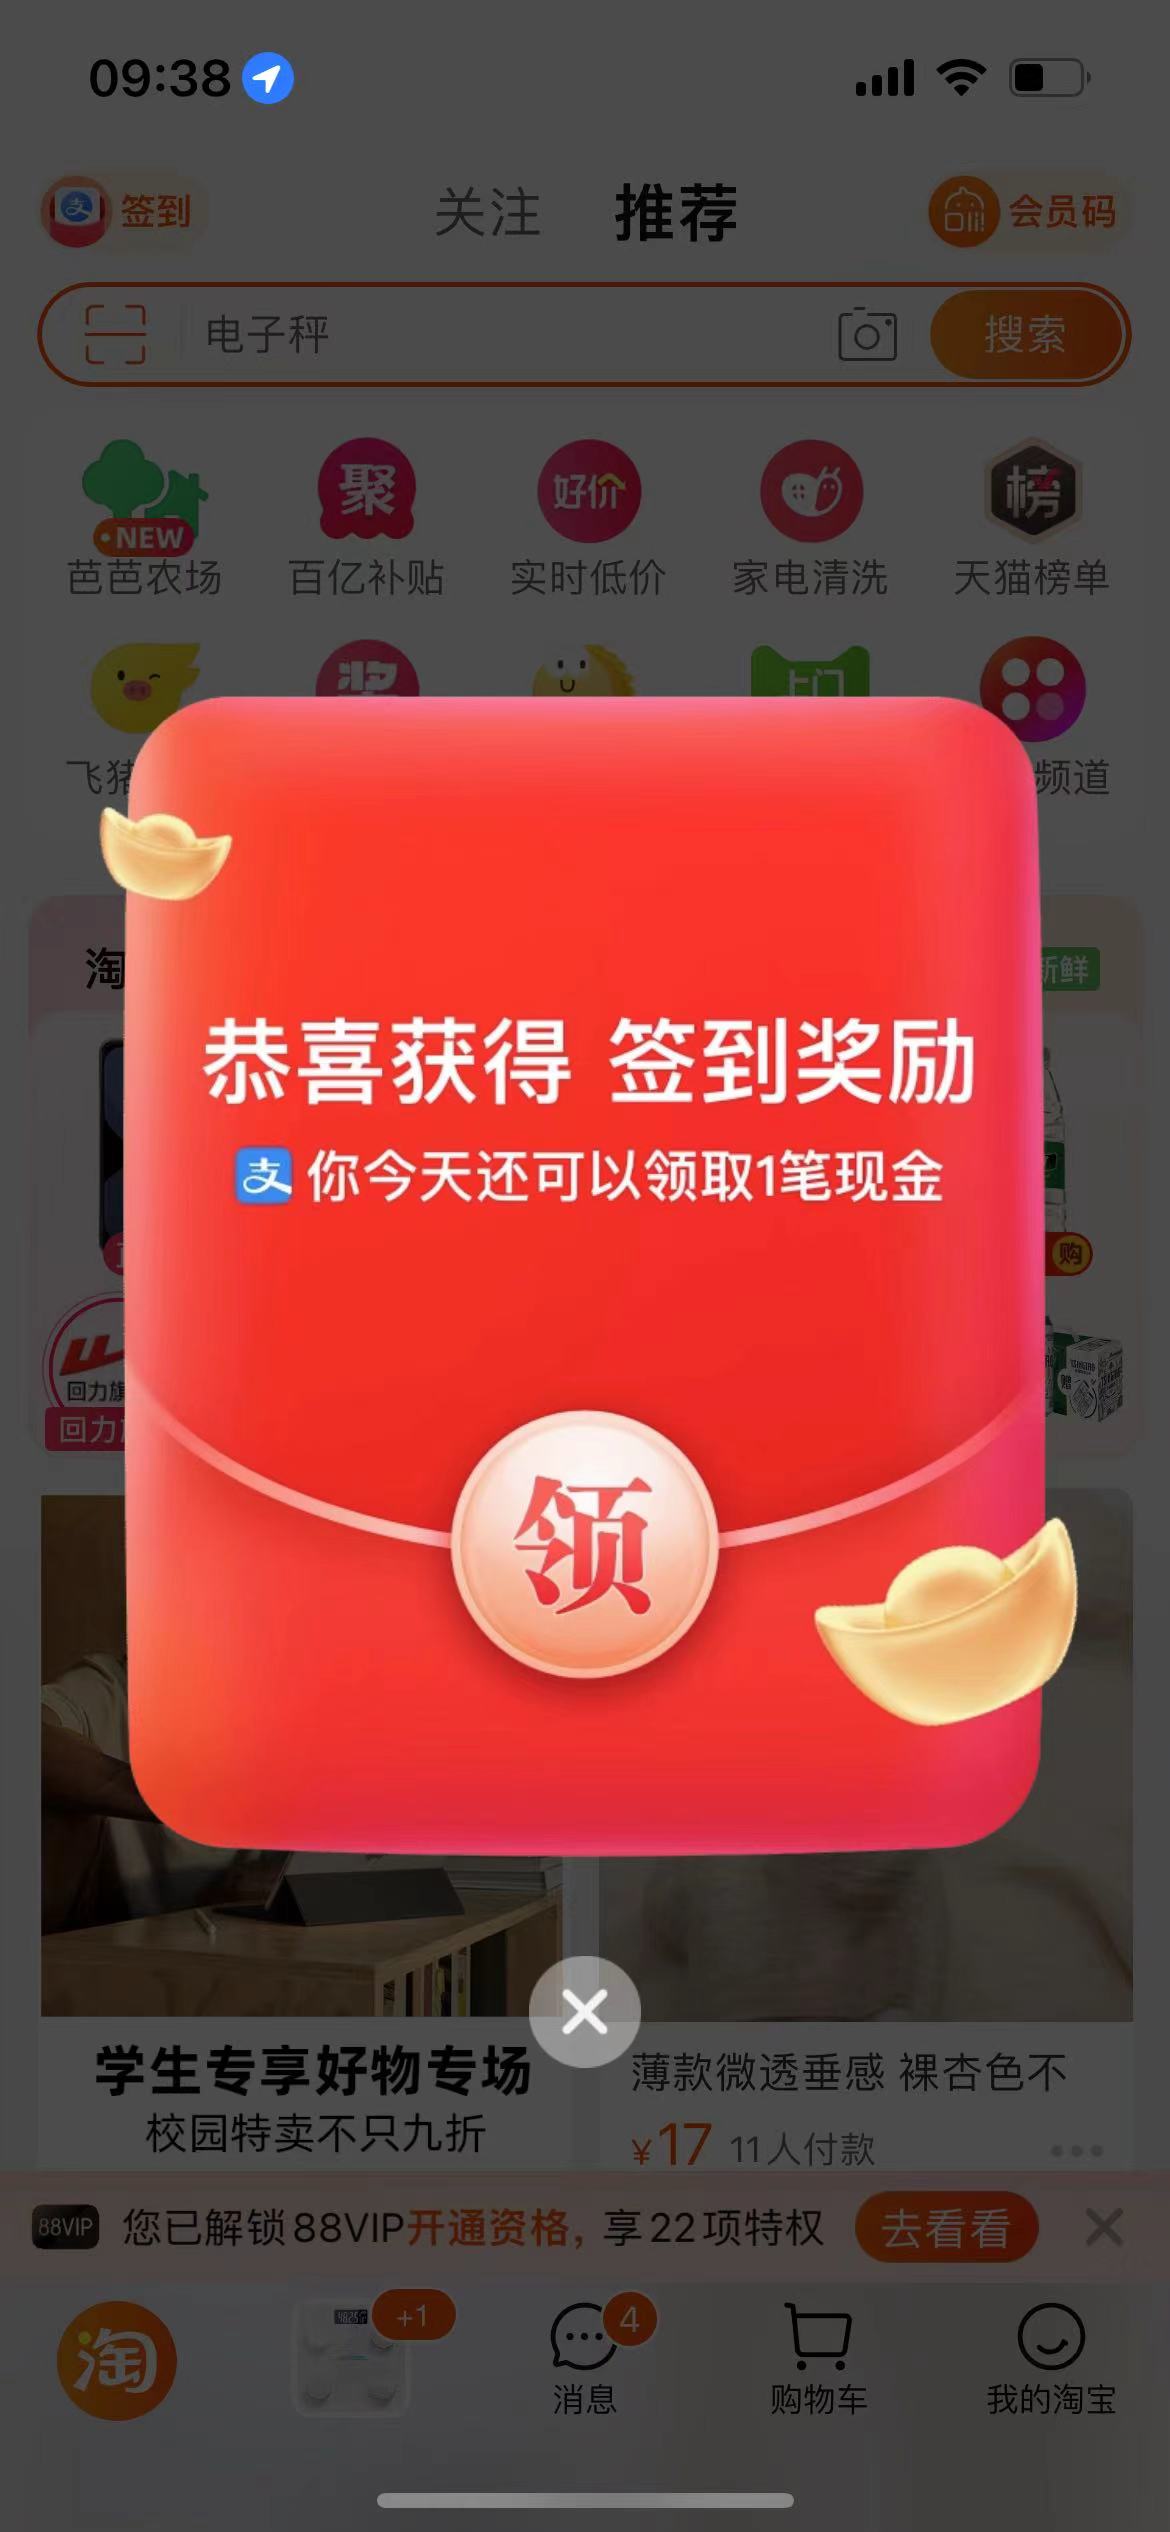 09:38
签到
关注 推荐
会员码
电子秤
搜索
NEW
聚
好价
榜
芭芭农场 百亿补贴 实时低价 家电清洗 天猫榜单
奖
上门
飞猪
频道
淘
新鲜
恭喜获得 签到奖励
支 你今天还可以领取1笔现金
购
回力旗
回力
领
学生专享好物专场
校园特卖不只九折
薄款微透垂感 裸杏色不
¥17 11人付款
88VIP 您已解锁88VIP开通资格，享22项特权 去看看
淘
+1
4
消息 购物车 我的淘宝